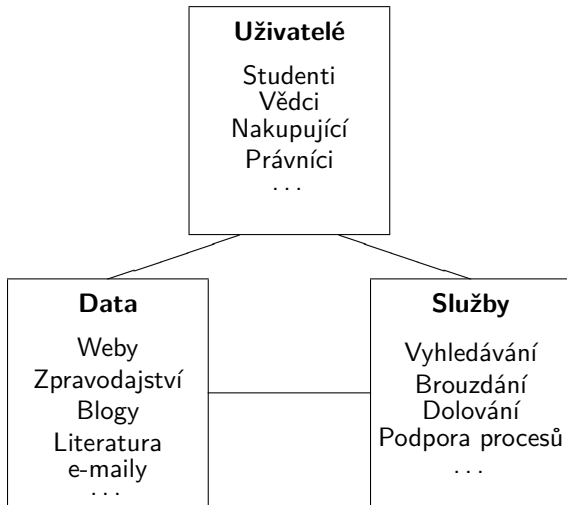 Uživatelé
Studenti
Vědci
Nakupující
Právníci
. . .
Data
Weby
Zpravodajství
Blogy
Literatura
e-maily
. . .
Služby
Vyhledávání
Brouzdání
Dolování
Podpora procesů
. . .